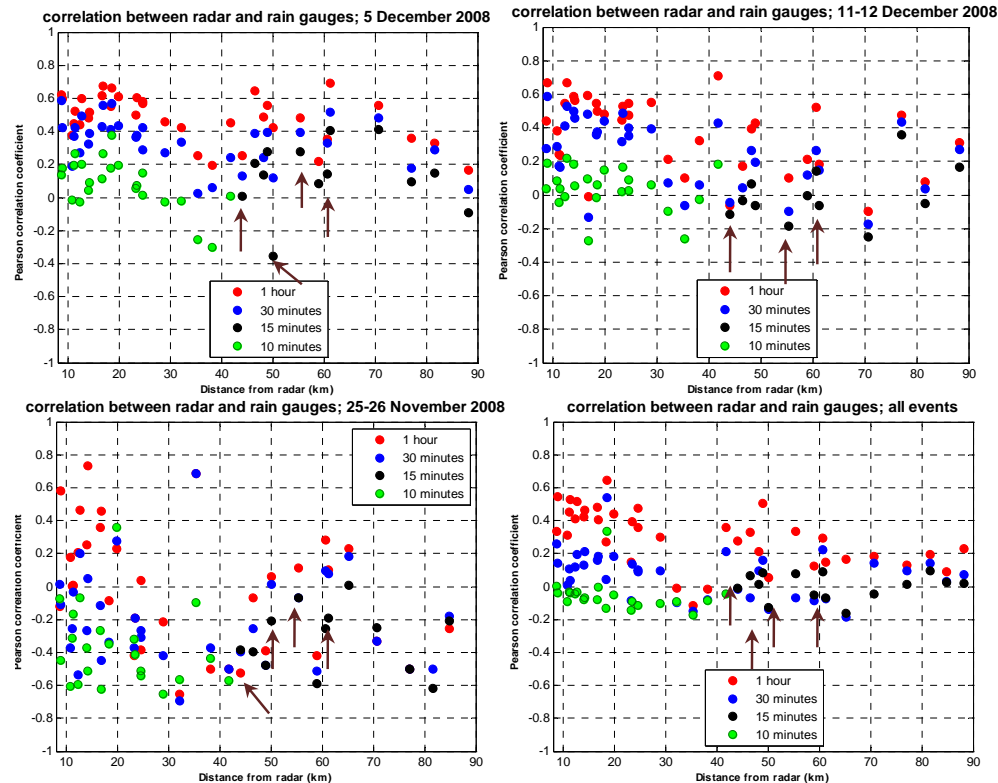 correlation between radar and rain gauges; 5 December 2008
1
0.8
0.6
0.4
0.2
0
-0.2
-0.4
-0.6
-0.8
-1
Pearson correlation coefficient
1 hour
30 minutes
15 minutes
10 minutes
10 20 30 40 50 60 70 80 90
Distance from radar (km)
correlation between radar and rain gauges; 11-12 December 2008
1
0.8
0.6
0.4
0.2
0
-0.2
-0.4
-0.6
-0.8
-1
Pearson correlation coefficient
1 hour
30 minutes
15 minutes
10 minutes
10 20 30 40 50 60 70 80 90
Distance from radar (km)
correlation between radar and rain gauges; 25-26 November 2008
1
0.8
0.6
0.4
0.2
0
-0.2
-0.4
-0.6
-0.8
-1
Pearson correlation coefficient
1 hour
30 minutes
15 minutes
10 minutes
10 20 30 40 50 60 70 80 90
Distance from radar (km)
correlation between radar and rain gauges; all events
1
0.8
0.6
0.4
0.2
0
-0.2
-0.4
-0.6
-0.8
-1
Pearson correlation coefficient
1 hour
30 minutes
15 minutes
10 minutes
10 20 30 40 50 60 70 80 90
Distance from radar (km)